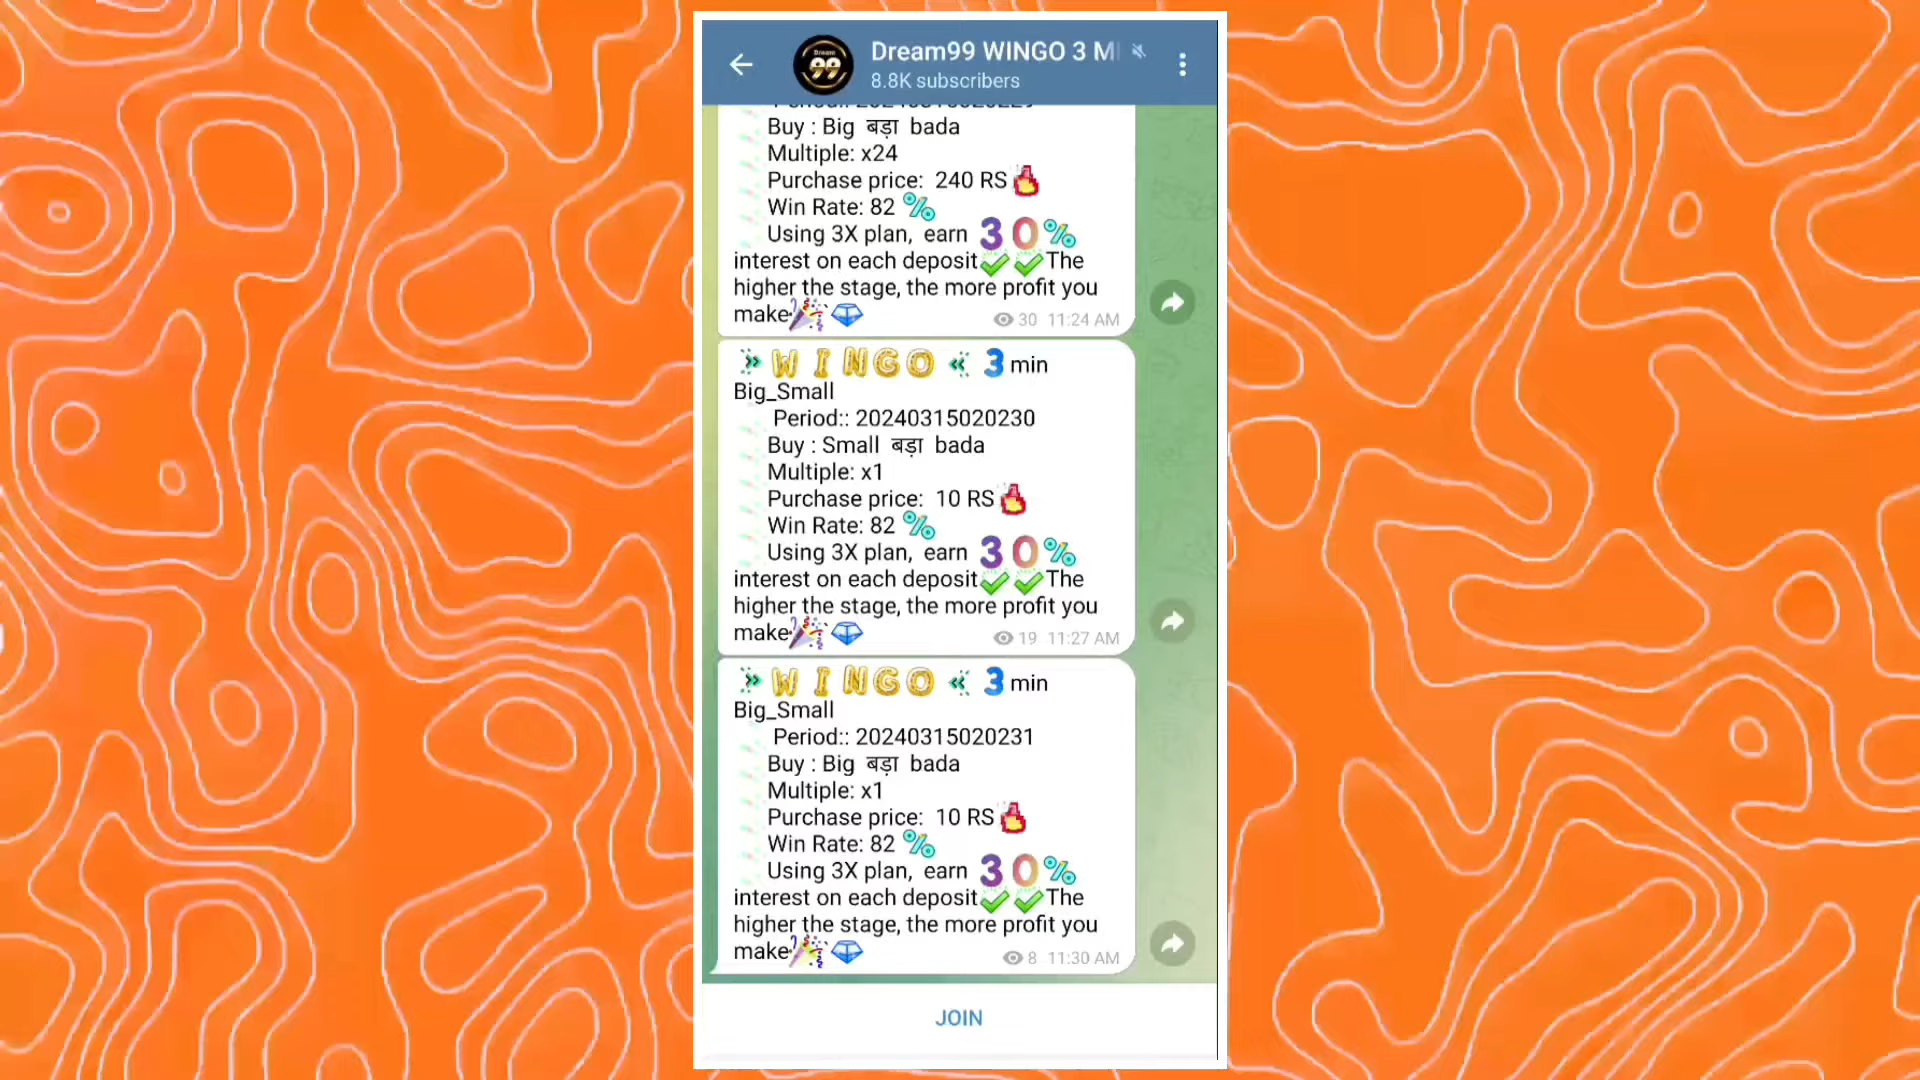 Dream99 WINGO 3 M
8.8K subscribers
Dream
99
Buy : Big बड़ा bada
Multiple: x24
Purchase price: 240 RS
Win Rate: 82 %
Using 3X plan, earn 30%
interest on each deposit The
higher the stage, the more profit you
make
30 11:24 AM
WINGO 3 min
Big_Small
Period:: 20240315020230
Buy : Small बड़ा bada
Multiple: x1
Purchase price: 10 RS
Win Rate: 82 %
Using 3X plan, earn 30%
interest on each deposit The
higher the stage, the more profit you
make
19 11:27 AM
WINGO 3 min
Big_Small
Period:: 20240315020231
Buy : Big बड़ा bada
Multiple: x1
Purchase price: 10 RS
Win Rate: 82 %
Using 3X plan, earn 30%
interest on each deposit The
higher the stage, the more profit you
make
8 11:30 AM
JOIN